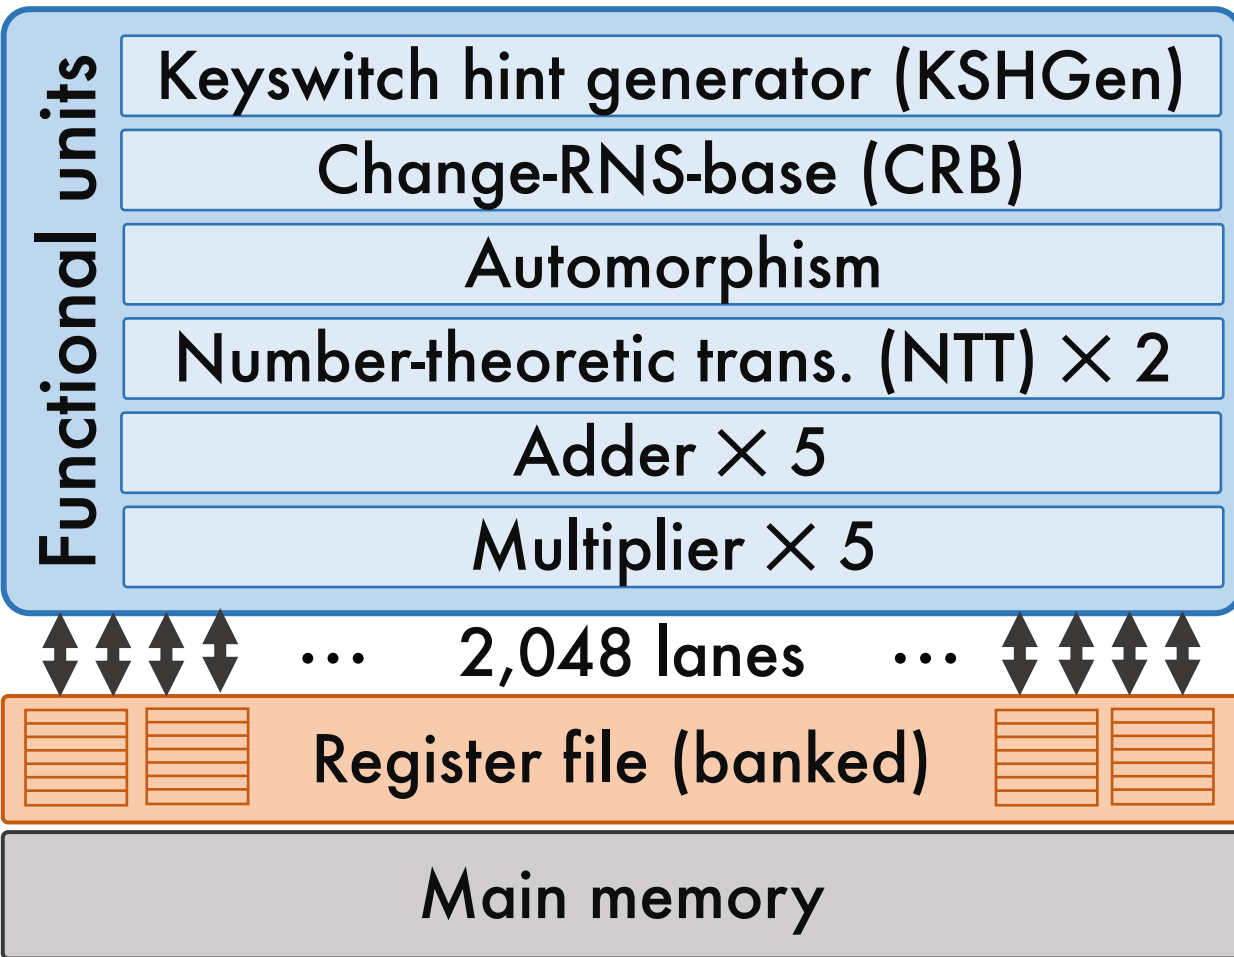 Functional units
Keyswitch hint generator (KSHGen)
Change-RNS-base (CRB)
Automorphism
Number-theoretic trans. (NTT) × 2
Adder × 5
Multiplier × 5
... 2,048 lanes ...
Register file (banked)
Main memory